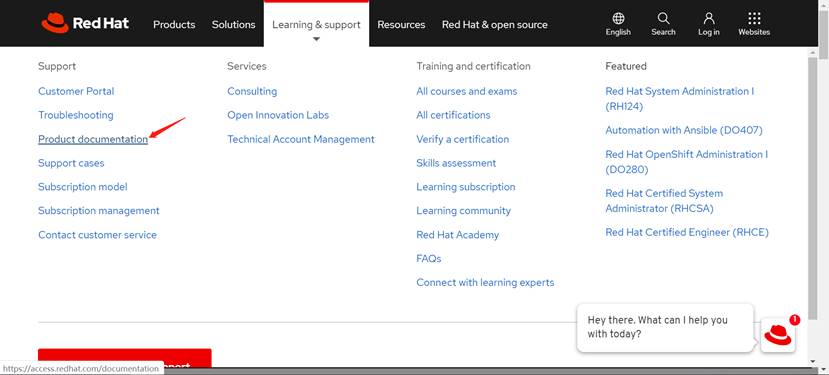 Red Hat
Products
Solutions
Learning & support
Resources
Red Hat & open source
English
Search
Log in
Websites
Support
Customer Portal
Troubleshooting
Product documentation
Support cases
Subscription model
Subscription management
Contact customer service
Services
Consulting
Open Innovation Labs
Technical Account Management
Training and certification
All courses and exams
All certifications
Verify a certification
Skills assessment
Learning subscription
Learning community
Red Hat Academy
FAQs
Connect with learning experts
Featured
Red Hat System Administration I
(RH124)
Automation with Ansible (DO407)
Red Hat OpenShift Administration I
(DO280)
Red Hat Certified System
Administrator (RHCSA)
Red Hat Certified Engineer (RHCE)
Hey there. What can I help you
with today?
1
https://access.redhat.com/documentation